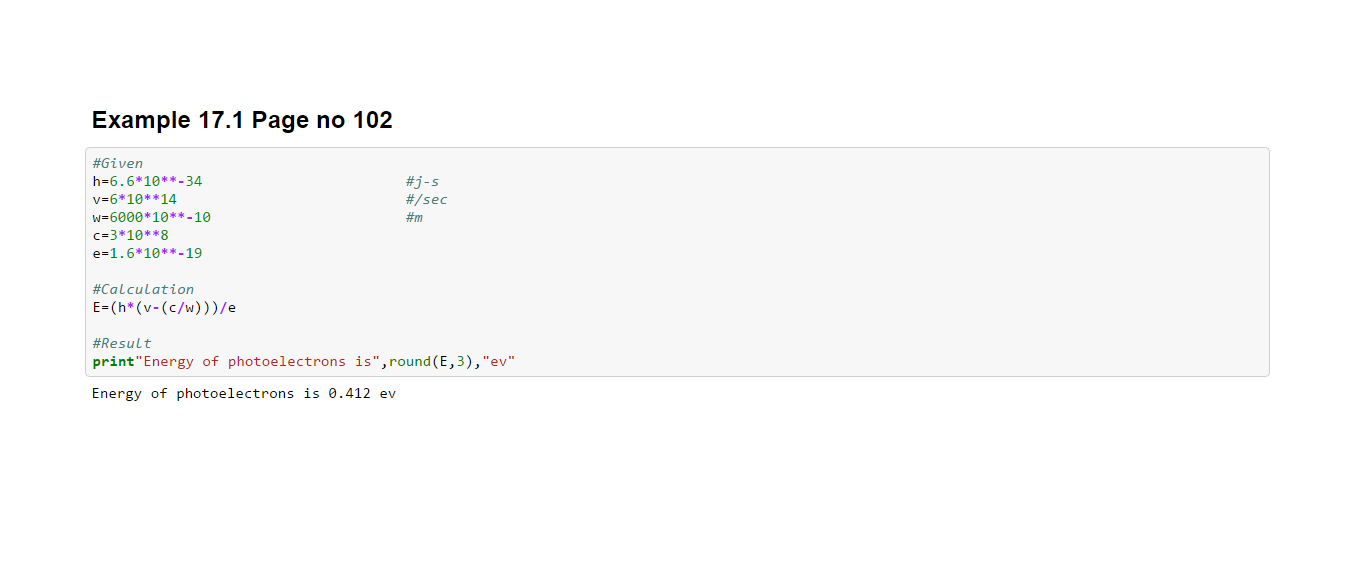 Example 17.1 Page no 102
#Given
h=6.6*10**-34 #j-s
v=6*10**14 #/sec
w=6000*10**-10 #m
c=3*10**8
e=1.6*10**-19
#Calculation
E=(h*(v-(c/w)))/e
#Result
print"Energy of photoelectrons is",round(E,3),"ev"
Energy of photoelectrons is 0.412 ev